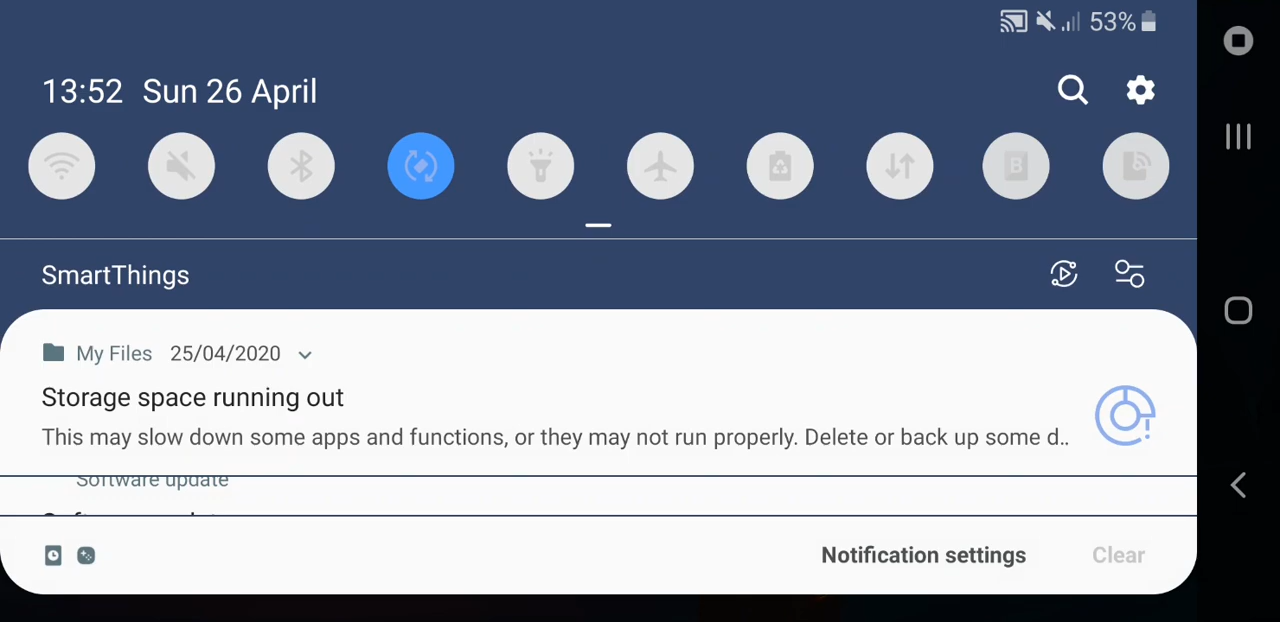 53%
13:52 Sun 26 April
B
SmartThings
My Files 25/04/2020
Storage space running out
This may slow down some apps and functions, or they may not run properly. Delete or back up some d..
Software update
Notification settings Clear